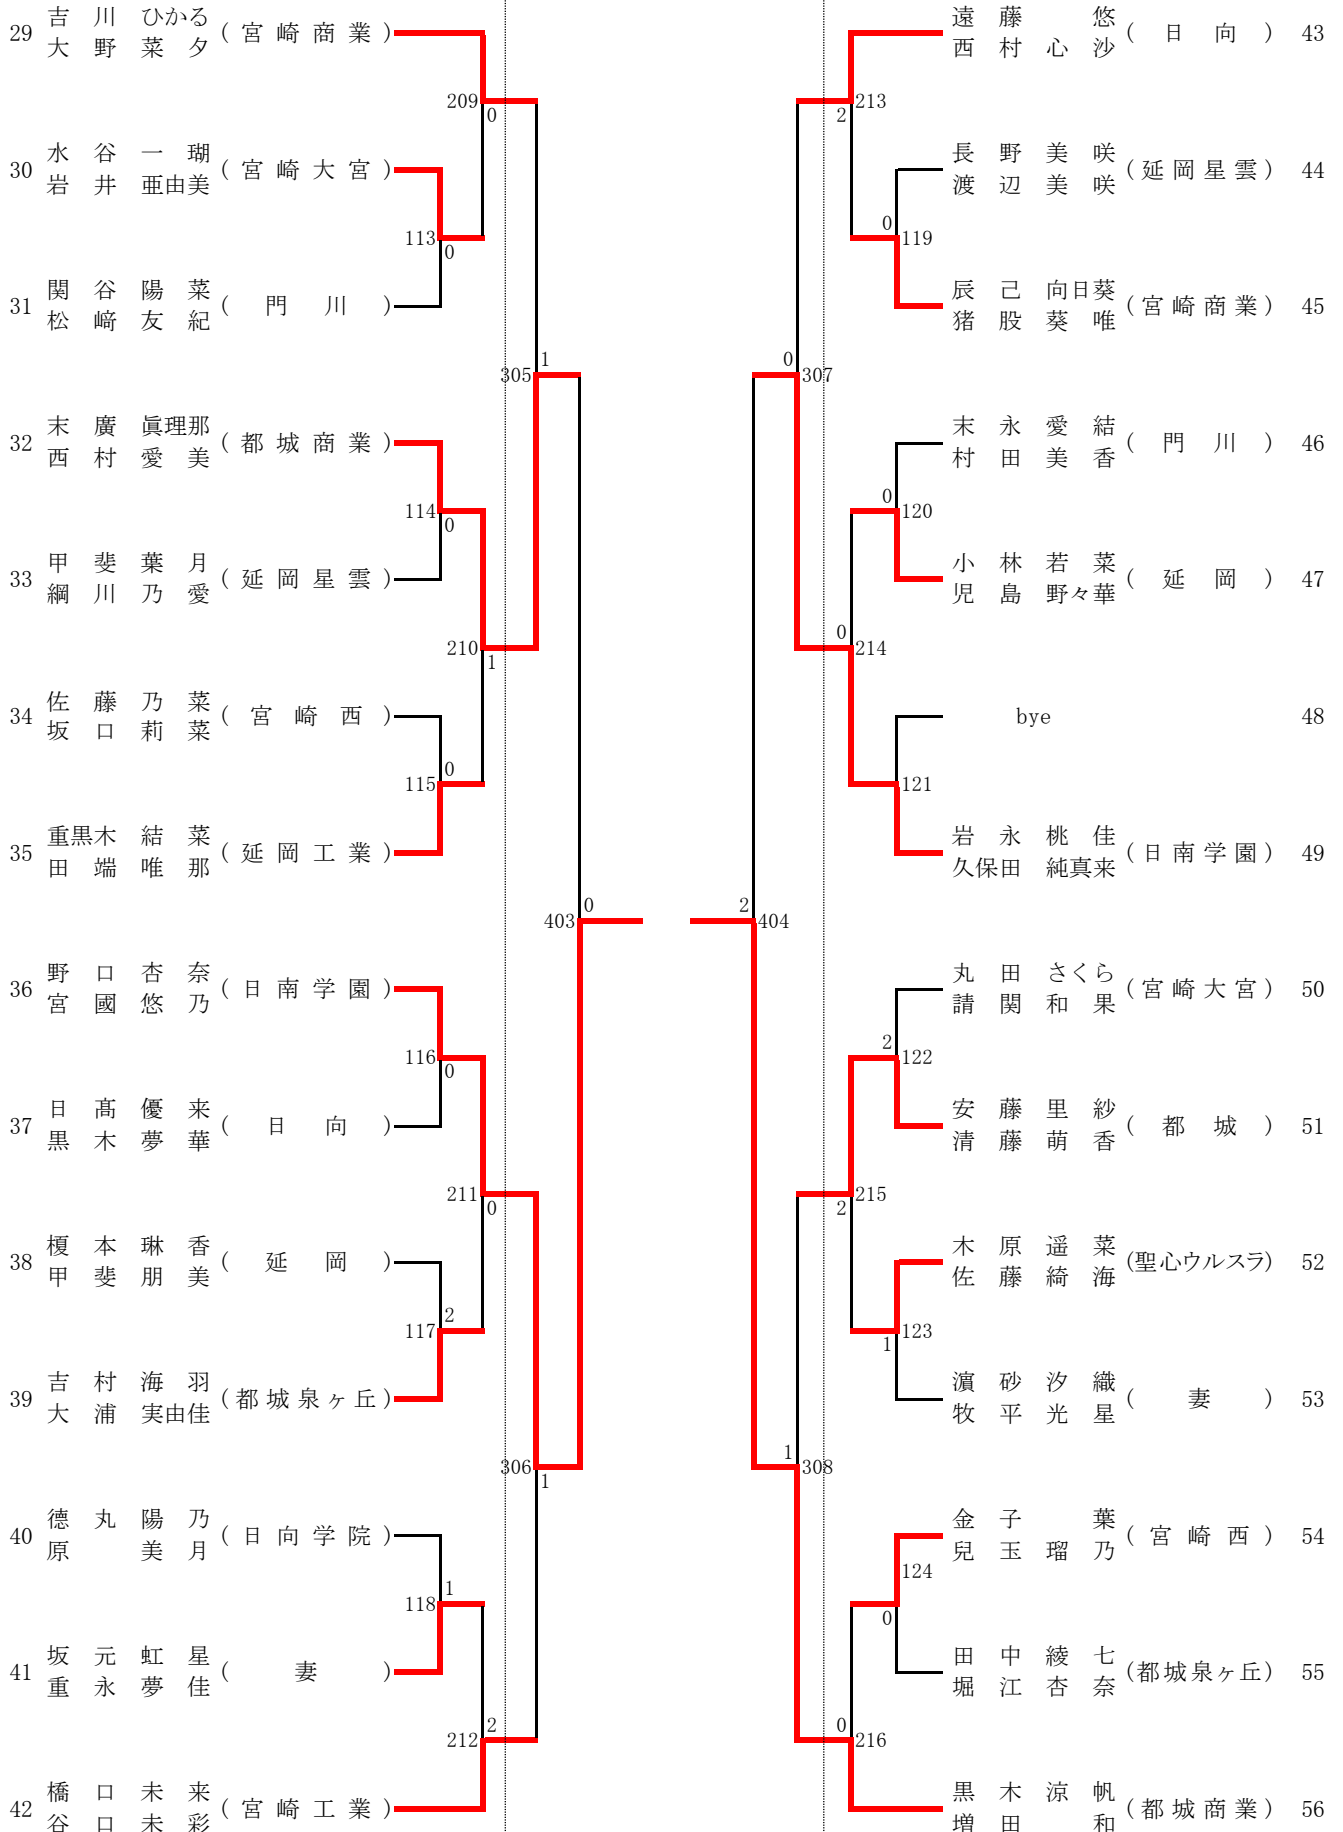 29 吉川 ひかる (宮崎商業)
大野菜夕
209
0
30 水谷一瑚 (宮崎大宮)
岩井 亜由美
113
0
31 関谷陽菜 (門川)
松﨑友紀
305
1
32 末廣 眞理那 (都城商業)
西村愛美
114
0
33 甲斐葉月 (延岡星雲)
綱川乃愛
210
1
34 佐藤乃菜 (宮崎西)
坂口莉菜
115
0
35 重黒木 結菜 (延岡工業)
田端唯那
403
0
36 野口杏奈 (日南学園)
宮國悠乃
116
0
37 日髙優来 (日向)
黒木夢華
211
0
38 榎本琳香 (延岡)
甲斐朋美
117
2
39 吉村海羽 (都城泉ヶ丘)
大浦 実由佳
306
1
40 德丸陽乃 (日向学院)
原 美月
118
1
41 坂元虹星 (妻)
重永夢佳
212
2
42 橋口未来 (宮崎工業)
谷口未彩
遠藤 悠 (日向) 43
西村心沙
213
2
長野美咲 (延岡星雲) 44
渡辺美咲
0
119
辰己 向日葵 (宮崎商業) 45
猪股葵唯
0
307
末永愛結 (門川) 46
村田美香
0
120
小林若菜 (延岡) 47
児島 野々華
0
214
bye 48
121
岩永桃佳 (日南学園) 49
久保田 純真来
2
404
丸田 さくら (宮崎大宮) 50
請関和果
2
122
安藤里紗 (都城) 51
清藤萌香
215
2
木原遥菜 (聖心ウルスラ) 52
佐藤綺海
123
1
濵砂汐織 (妻) 53
牧平光星
1
308
金子 葉 (宮崎西) 54
兒玉瑠乃
124
0
田中綾七 (都城泉ヶ丘) 55
堀江杏奈
0
216
黒木涼帆 (都城商業) 56
増田 和